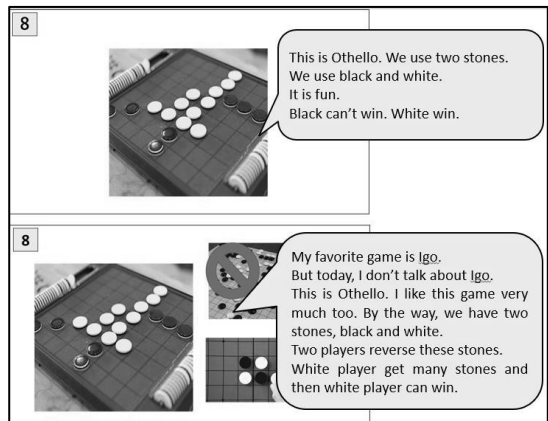 8
This is Othello. We use two stones.
We use black and white.
It is fun.
Black can't win. White win.
8
My favorite game is Igo.
But today, I don't talk about Igo.
This is Othello. I like this game very
much too. By the way, we have two
stones, black and white.
Two players reverse these stones.
White player get many stones and
then white player can win.